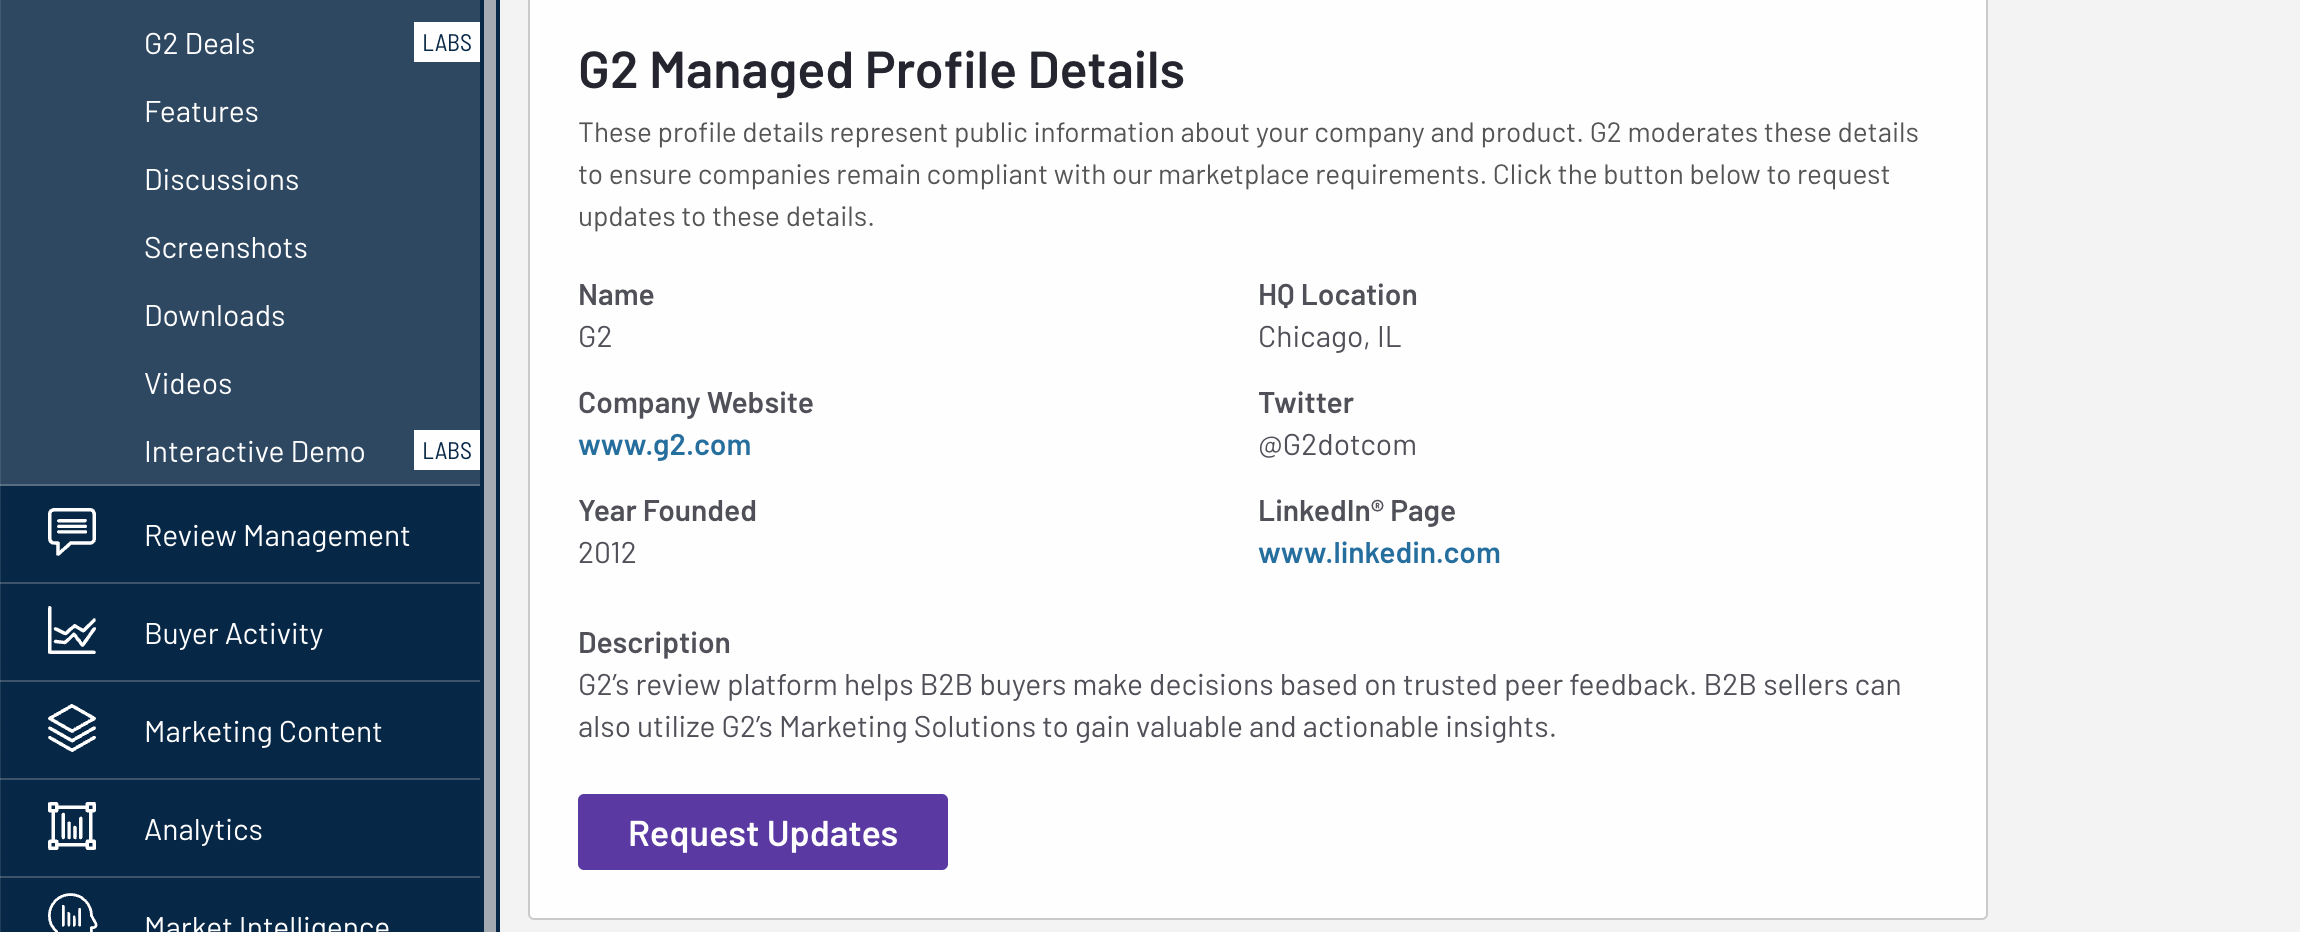 G2 Deals
LABS
Features
Discussions
Screenshots
Downloads
Videos
Interactive Demo
LABS
Review Management
Buyer Activity
Marketing Content
Analytics
Market Intelligence
G2 Managed Profile Details
These profile details represent public information about your company and product. G2 moderates these details
to ensure companies remain compliant with our marketplace requirements. Click the button below to request
updates to these details.
Name
G2
HQ Location
Chicago, IL
Company Website
www.g2.com
Twitter
@G2dotcom
Year Founded
2012
LinkedIn® Page
www.linkedin.com
Description
G2’s review platform helps B2B buyers make decisions based on trusted peer feedback. B2B sellers can
also utilize G2’s Marketing Solutions to gain valuable and actionable insights.
Request Updates